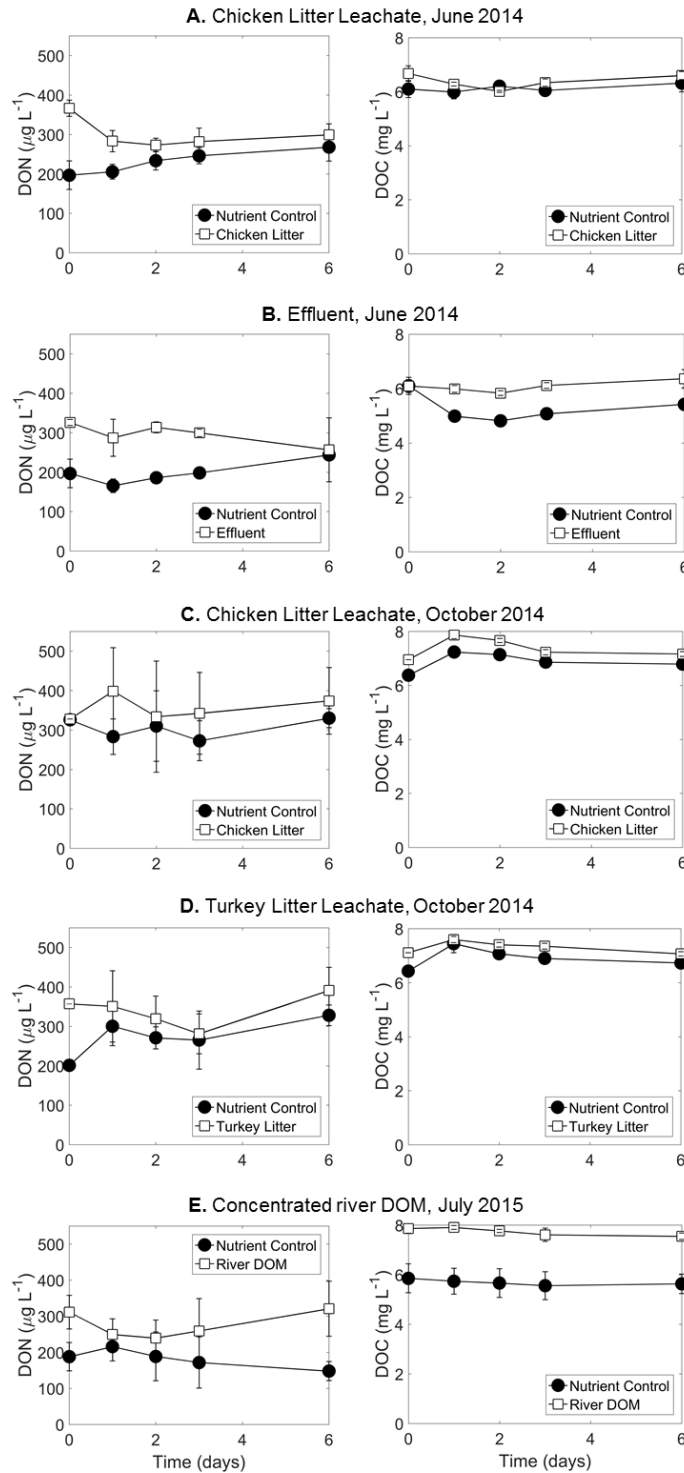 A. Chicken Litter Leachate, June 2014
DON (µg L⁻¹)
500
400
300
200
100
0
0 2 4 6
Nutrient Control
Chicken Litter
DOC (mg L⁻¹)
8
6
4
2
0
0 2 4 6
Nutrient Control
Chicken Litter
B. Effluent, June 2014
DON (µg L⁻¹)
500
400
300
200
100
0
0 2 4 6
Nutrient Control
Effluent
DOC (mg L⁻¹)
8
6
4
2
0
0 2 4 6
Nutrient Control
Effluent
C. Chicken Litter Leachate, October 2014
DON (µg L⁻¹)
500
400
300
200
100
0
0 2 4 6
Nutrient Control
Chicken Litter
DOC (mg L⁻¹)
8
6
4
2
0
0 2 4 6
Nutrient Control
Chicken Litter
D. Turkey Litter Leachate, October 2014
DON (µg L⁻¹)
500
400
300
200
100
0
0 2 4 6
Nutrient Control
Turkey Litter
DOC (mg L⁻¹)
8
6
4
2
0
0 2 4 6
Nutrient Control
Turkey Litter
E. Concentrated river DOM, July 2015
DON (µg L⁻¹)
500
400
300
200
100
0
0 2 4 6
Time (days)
Nutrient Control
River DOM
DOC (mg L⁻¹)
8
6
4
2
0
0 2 4 6
Time (days)
Nutrient Control
River DOM